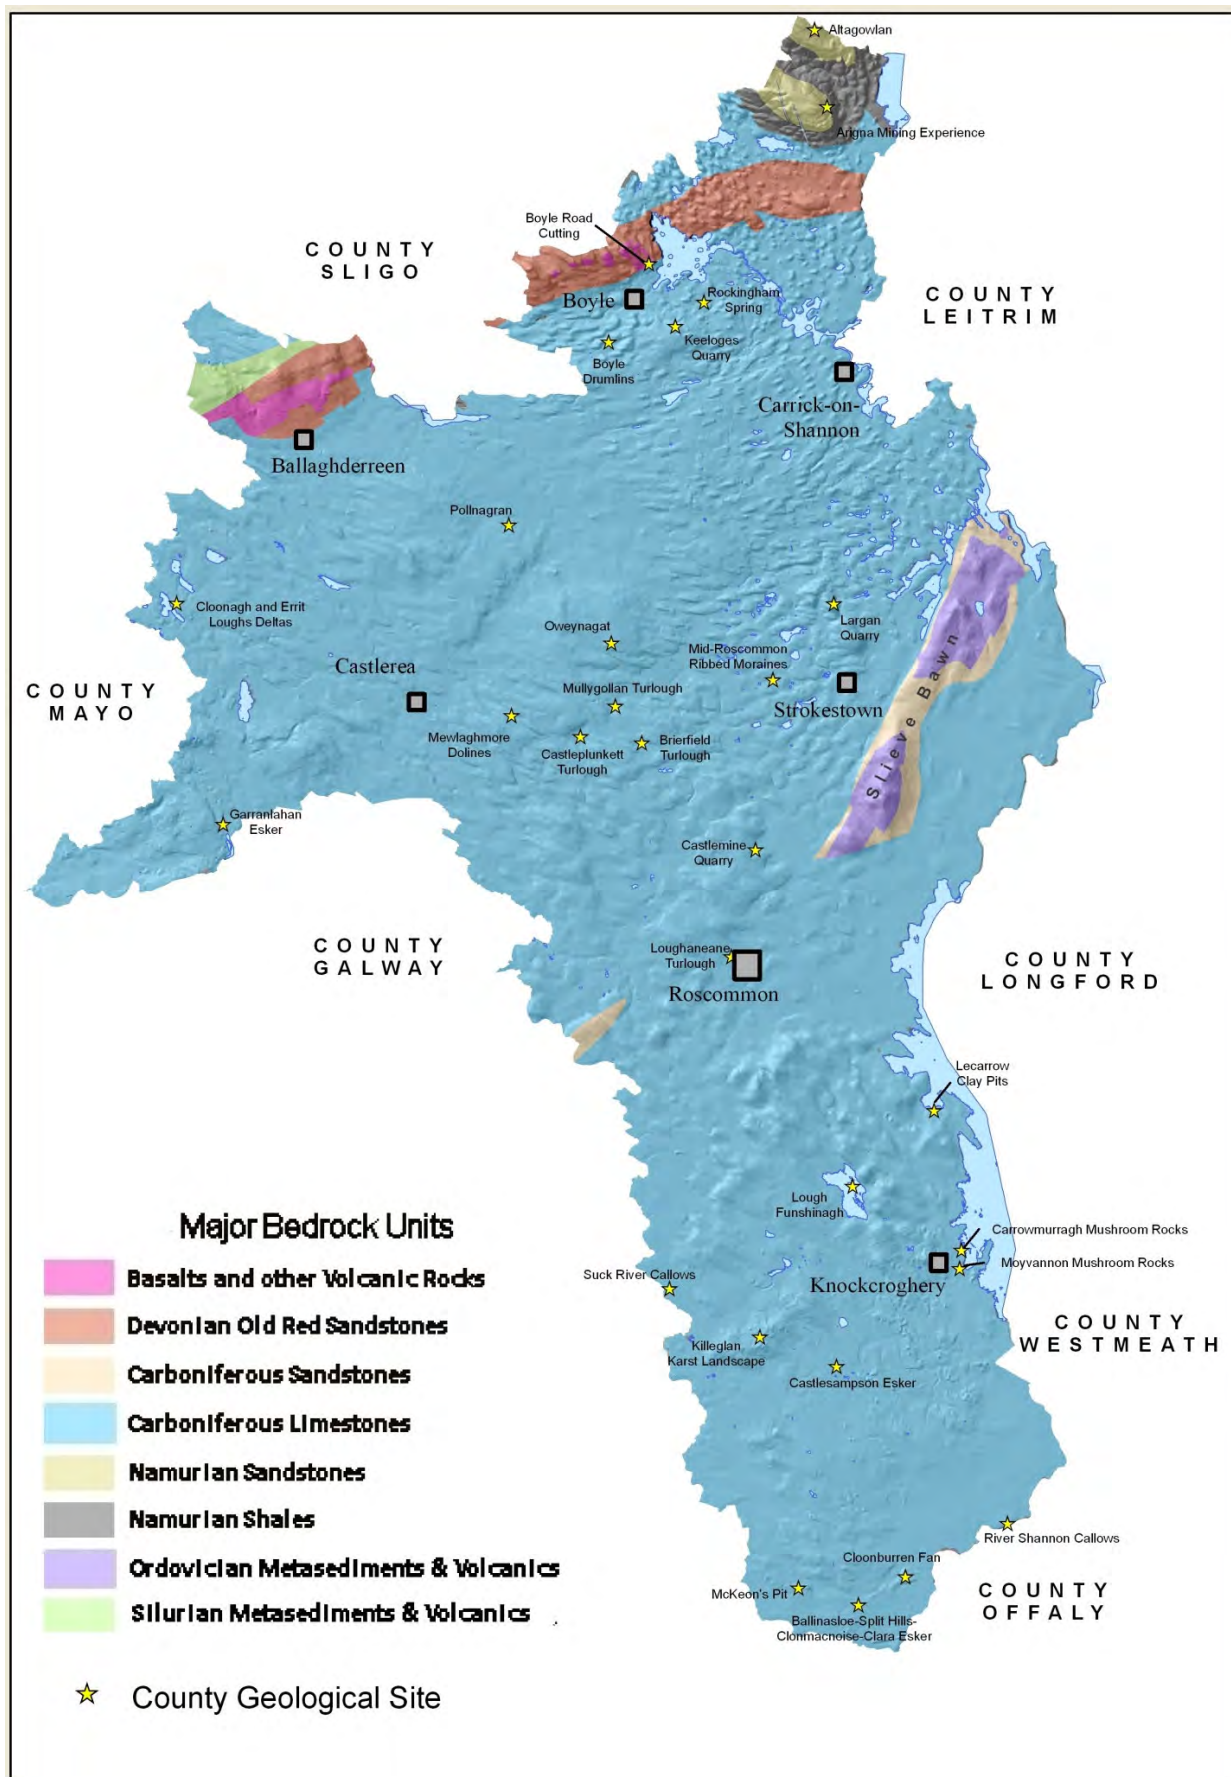 Altagowlan
Arigna Mining Experience
Boyle Road
Cutting
COUNTY
SLIGO
Boyle
Rockingham
Spring
COUNTY
LEITRIM
Keeloges
Quarry
Boyle
Drumlins
Carrick-on-
Shannon
Ballaghderreen
Pollnagran
Cloonagh and Errit
Loughs Deltas
Largan
Quarry
Oweynagat
Mid-Roscommon
Ribbed Moraines
Castlerea
COUNTY
MAYO
Mullygollan Turlough
Strokestown
Slieve Bawn
Mewlaghmore
Dolines
Castleplunkett
Turlough
Brierfield
Turlough
Garranlahan
Esker
Castlemine
Quarry
COUNTY
GALWAY
Loughaneane
Turlough
Roscommon
COUNTY
LONGFORD
Lecarrow
Clay Pits
Lough
Funshinagh
Carrowmurragh Mushroom Rocks
Moyvannon Mushroom Rocks
Knockcroghery
Suck River Callows
COUNTY
WESTMEATH
Killeglan
Karst Landscape
Castlesampson Esker
River Shannon Callows
Cloonburren Fan
McKeon's Pit
Ballinasloe-Split Hills-
Clonmacnoise-Clara Esker
COUNTY
OFFALY
Major Bedrock Units
Basalts and other Volcanic Rocks
Devonian Old Red Sandstones
Carboniferous Sandstones
Carboniferous Limestones
Namurian Sandstones
Namurian Shales
Ordovician Metasediments & Volcanics
Silurian Metasediments & Volcanics
County Geological Site